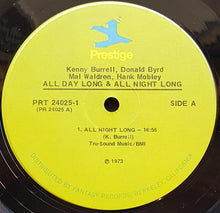 Prestige
Kenny Burrell, Donald Byrd
Mal Waldren, Hank Mobley
ALL DAY LONG & ALL NIGHT LONG
PRT 24025-1
(PR 24025 A)
SIDE A
1. ALL NIGHT LONG – 16:56
(K. Burrell)
Tru-Sound Music/BMI
℗ 1973
DISTRIBUTED BY FANTASY RECORDS, BERKELEY, CALIFORNIA